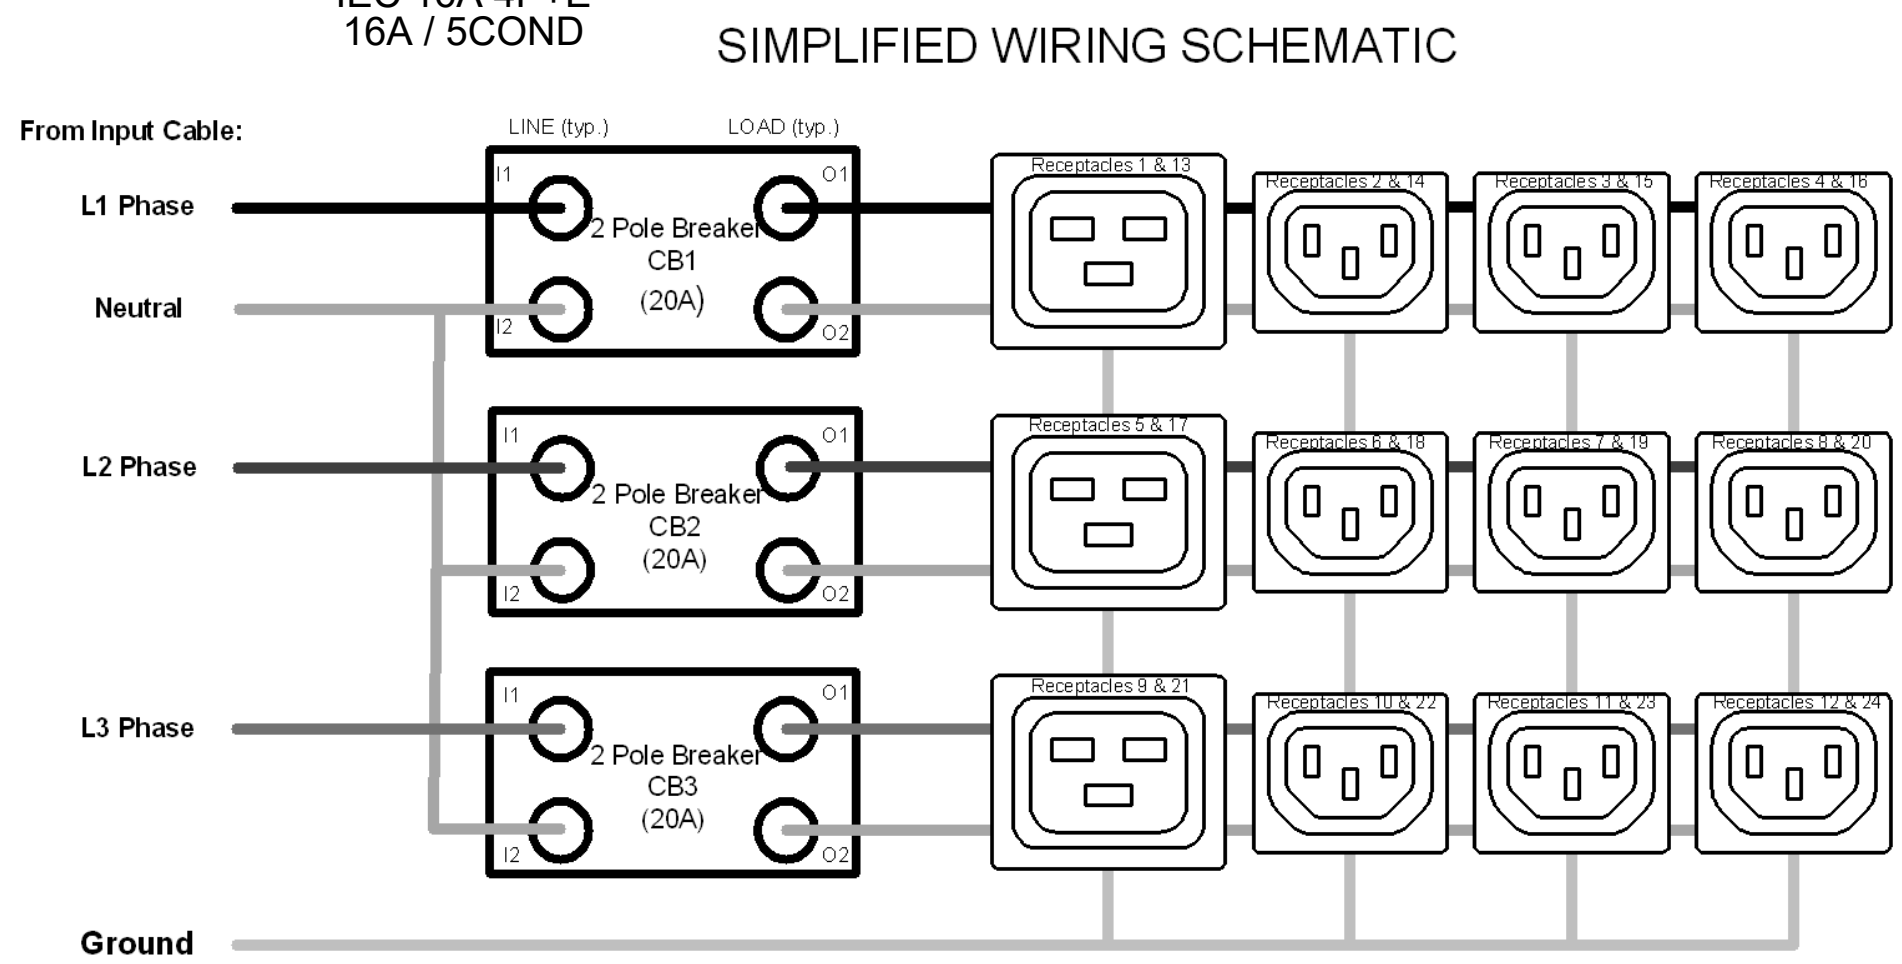 16A / 5COND
SIMPLIFIED WIRING SCHEMATIC
From Input Cable:
LINE (typ.)
LOAD (typ.)
L1 Phase
I1
O1
2 Pole Breaker
CB1
(20A)
I2
O2
Neutral
Receptacles 1 & 13
Receptacles 2 & 14
Receptacles 3 & 15
Receptacles 4 & 16
L2 Phase
I1
O1
2 Pole Breaker
CB2
(20A)
I2
O2
Receptacles 5 & 17
Receptacles 6 & 18
Receptacles 7 & 19
Receptacles 8 & 20
L3 Phase
I1
O1
2 Pole Breaker
CB3
(20A)
I2
O2
Receptacles 9 & 21
Receptacles 10 & 22
Receptacles 11 & 23
Receptacles 12 & 24
Ground